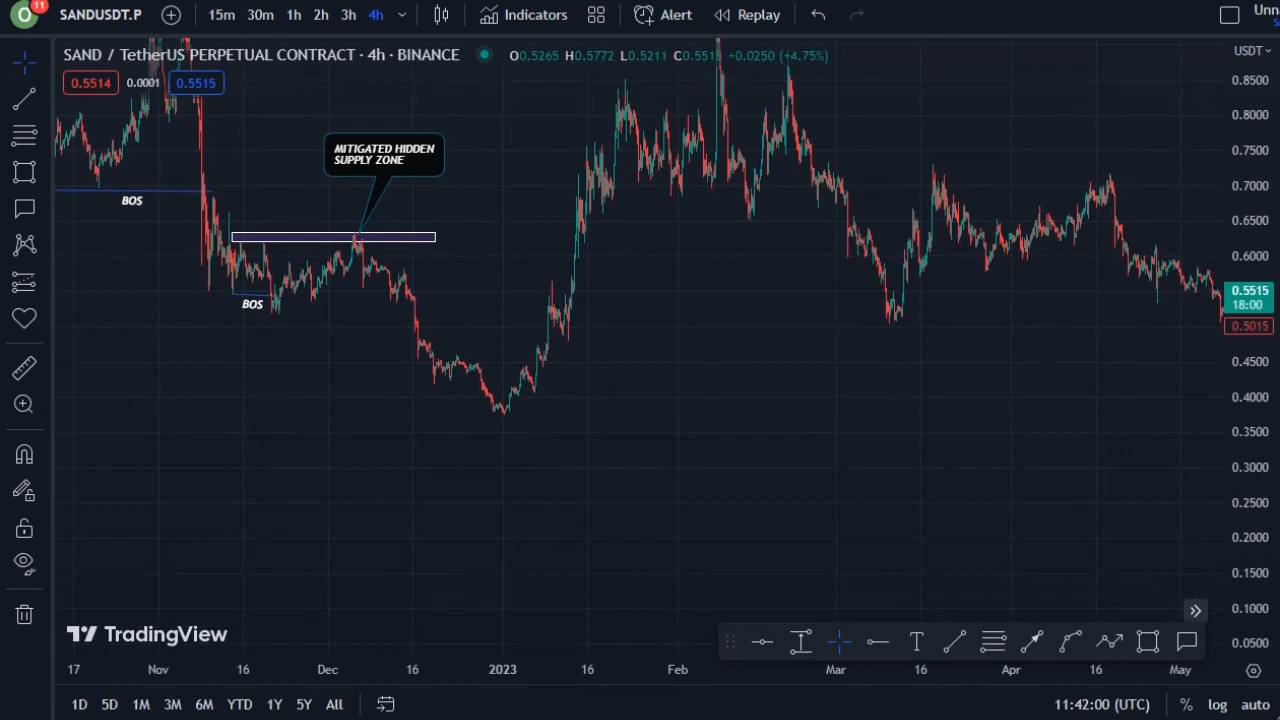 O
11
SANDUSDT.P
15m 30m 1h 2h 3h 4h
Indicators
Alert
Replay
Unn
SAND / TetherUS PERPETUAL CONTRACT · 4h · BINANCE
O0.5265 H0.5772 L0.5211 C0.5515 +0.0250 (+4.75%)
0.5514 0.0001 0.5515
USDT
MITIGATED HIDDEN
SUPPLY ZONE
BOS
BOS
0.8500
0.8000
0.7500
0.7000
0.6500
0.6000
0.5515
18:00
0.5015
0.4500
0.4000
0.3500
0.3000
0.2500
0.2000
0.1500
0.1000
0.0500
TradingView
T
17 Nov 16 Dec 16 2023 16 Feb Mar 16 Apr 16 May
1D 5D 1M 3M 6M YTD 1Y 5Y All
11:42:00 (UTC) % log auto